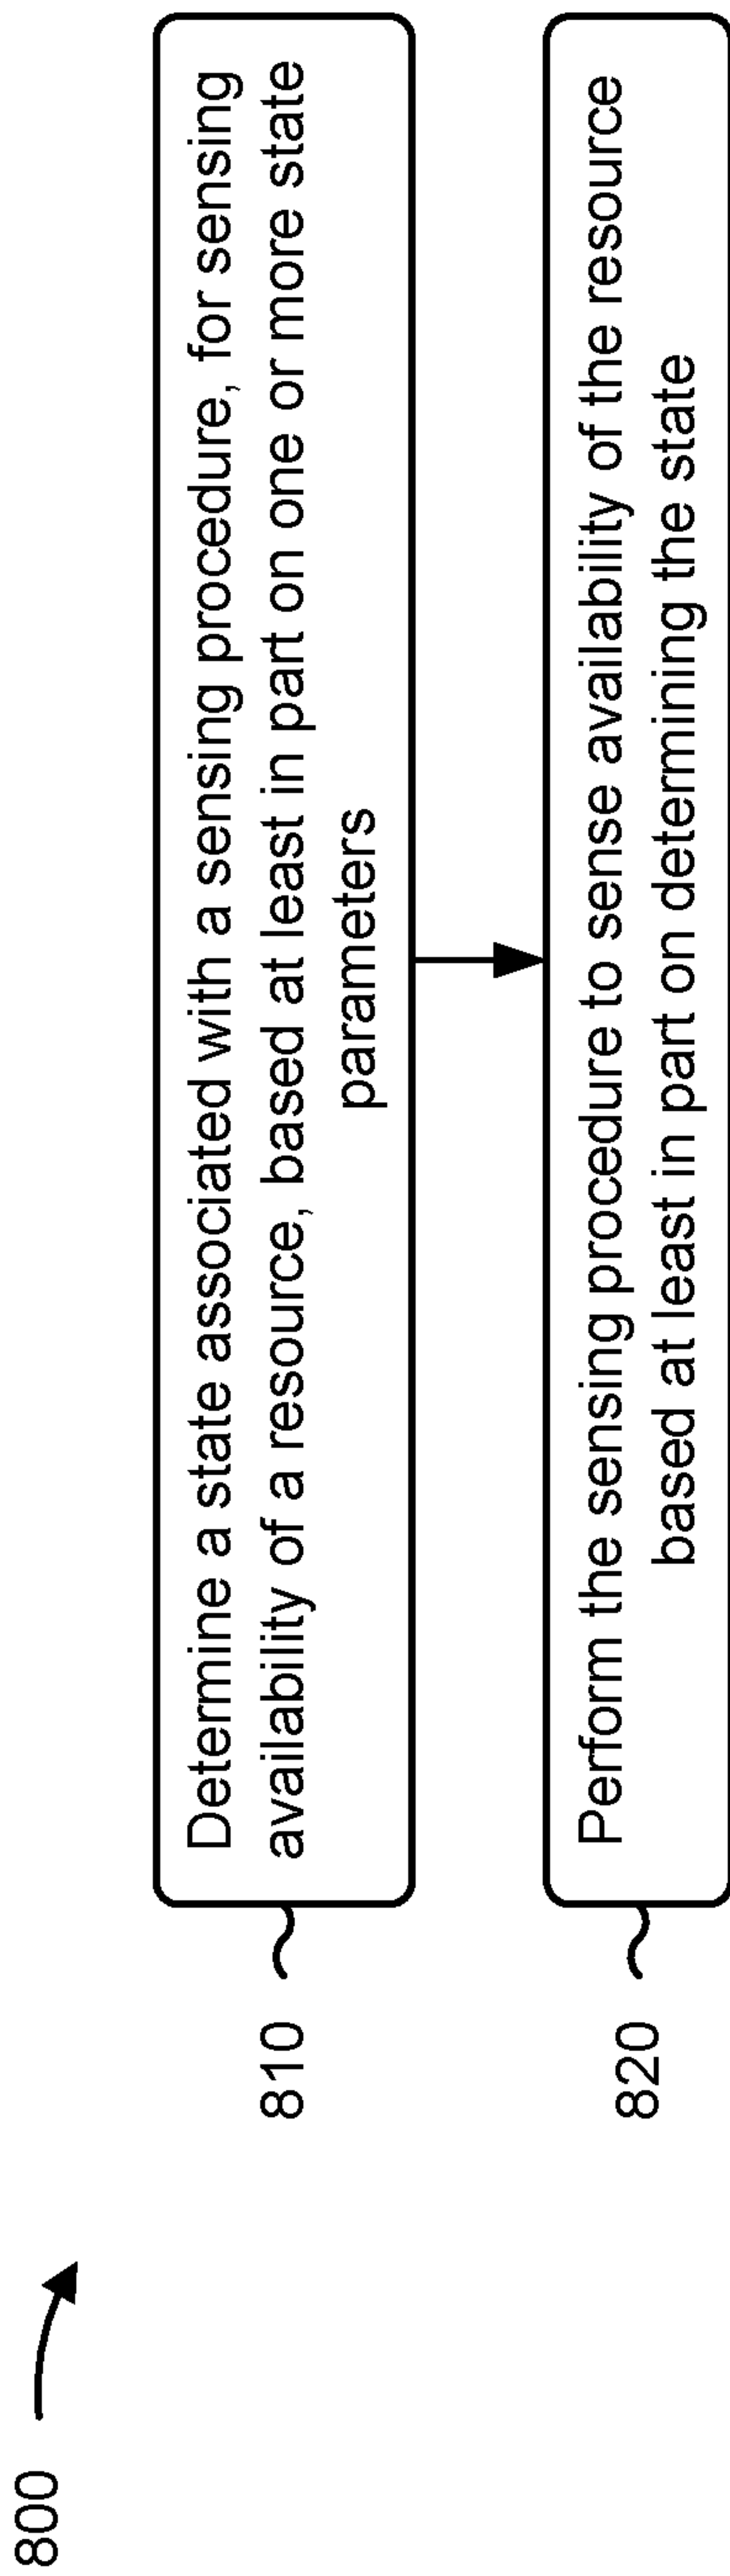 800
810
Determine a state associated with a sensing procedure, for sensing
availability of a resource, based at least in part on one or more state
parameters
820
Perform the sensing procedure to sense availability of the resource
based at least in part on determining the state